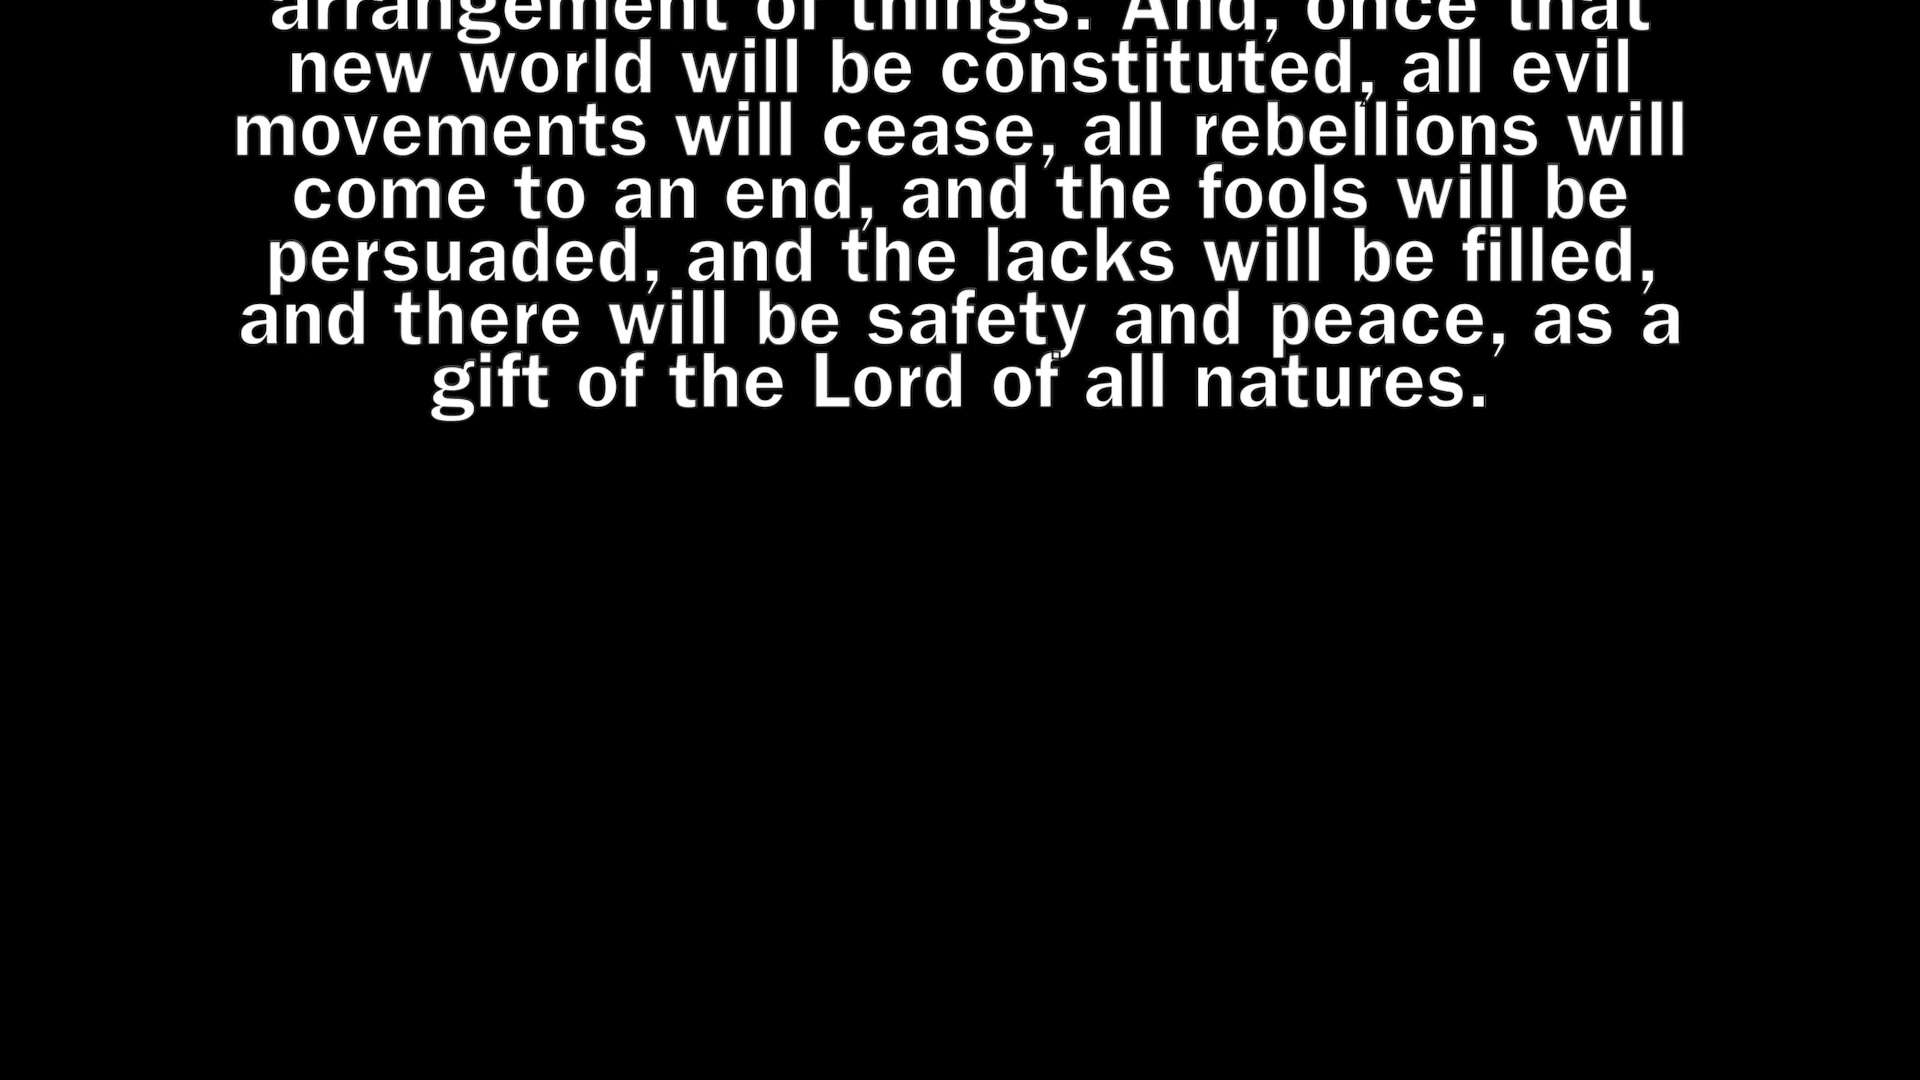 arrangement of things. And, once that
new world will be constituted, all evil
movements will cease, all rebellions will
come to an end, and the fools will be
persuaded, and the lacks will be filled,
and there will be safety and peace, as a
gift of the Lord of all natures.